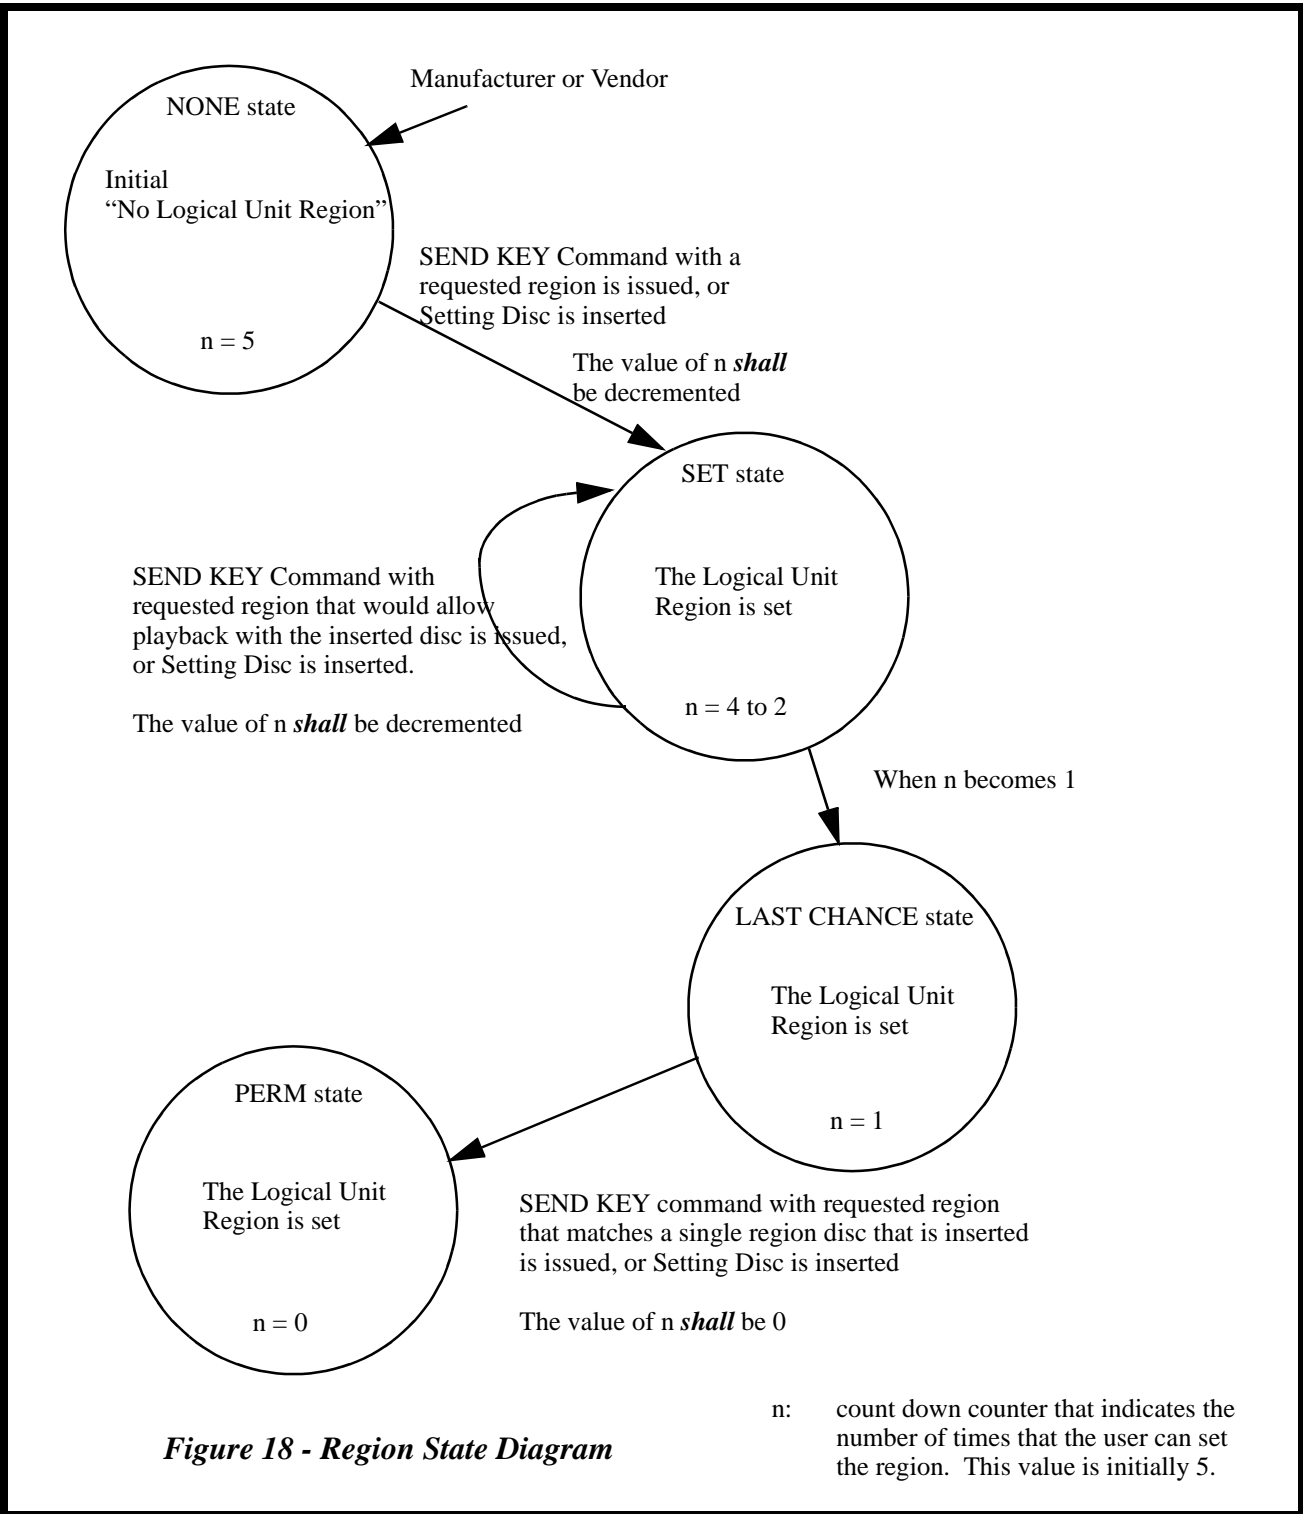 Manufacturer or Vendor
NONE state
Initial
“No Logical Unit Region”
n = 5
SEND KEY Command with a
requested region is issued, or
Setting Disc is inserted
The value of n shall
be decremented
SET state
The Logical Unit
Region is set
n = 4 to 2
SEND KEY Command with
requested region that would allow
playback with the inserted disc is issued,
or Setting Disc is inserted.
The value of n shall be decremented
When n becomes 1
LAST CHANCE state
The Logical Unit
Region is set
n = 1
PERM state
The Logical Unit
Region is set
n = 0
SEND KEY command with requested region
that matches a single region disc that is inserted
is issued, or Setting Disc is inserted
The value of n shall be 0
n: count down counter that indicates the
number of times that the user can set
the region. This value is initially 5.
Figure 18 - Region State Diagram